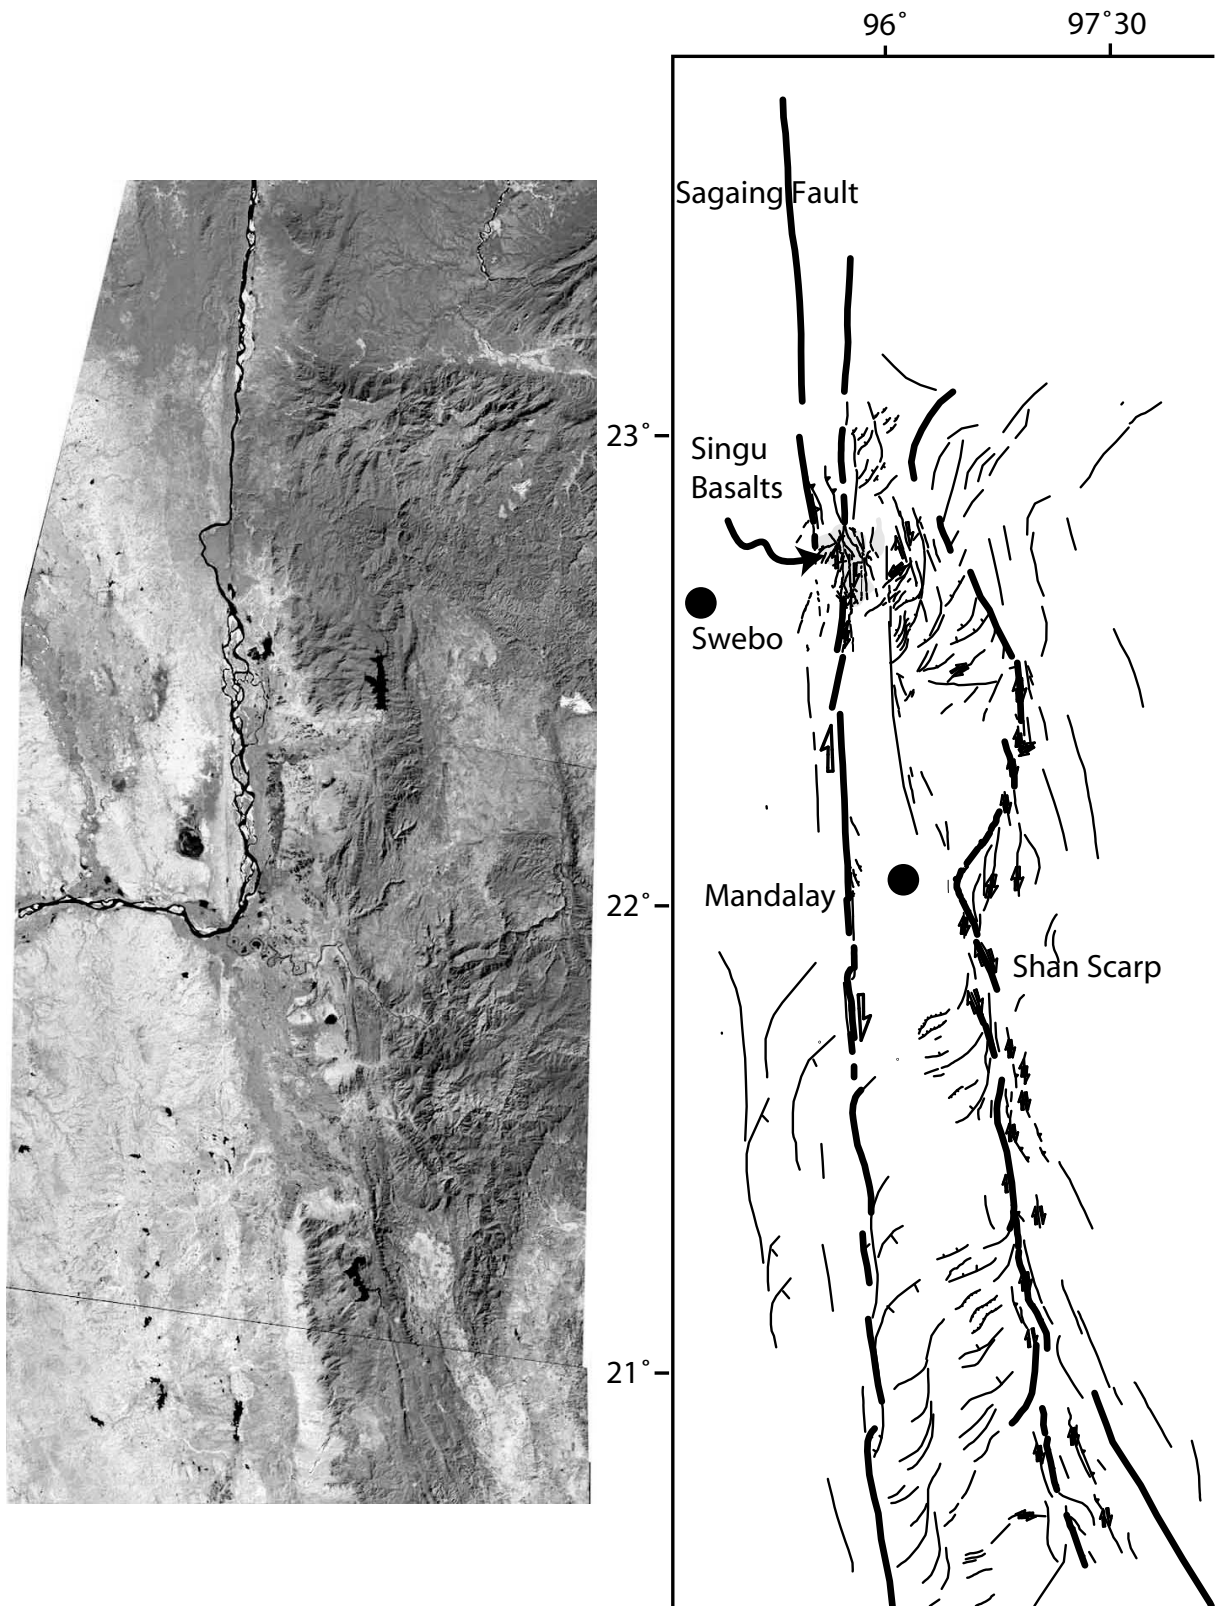 96˚ 97˚30
Sagaing Fault
23˚
Singu
Basalts
Swebo
Mandalay
22˚
Shan Scarp
21˚